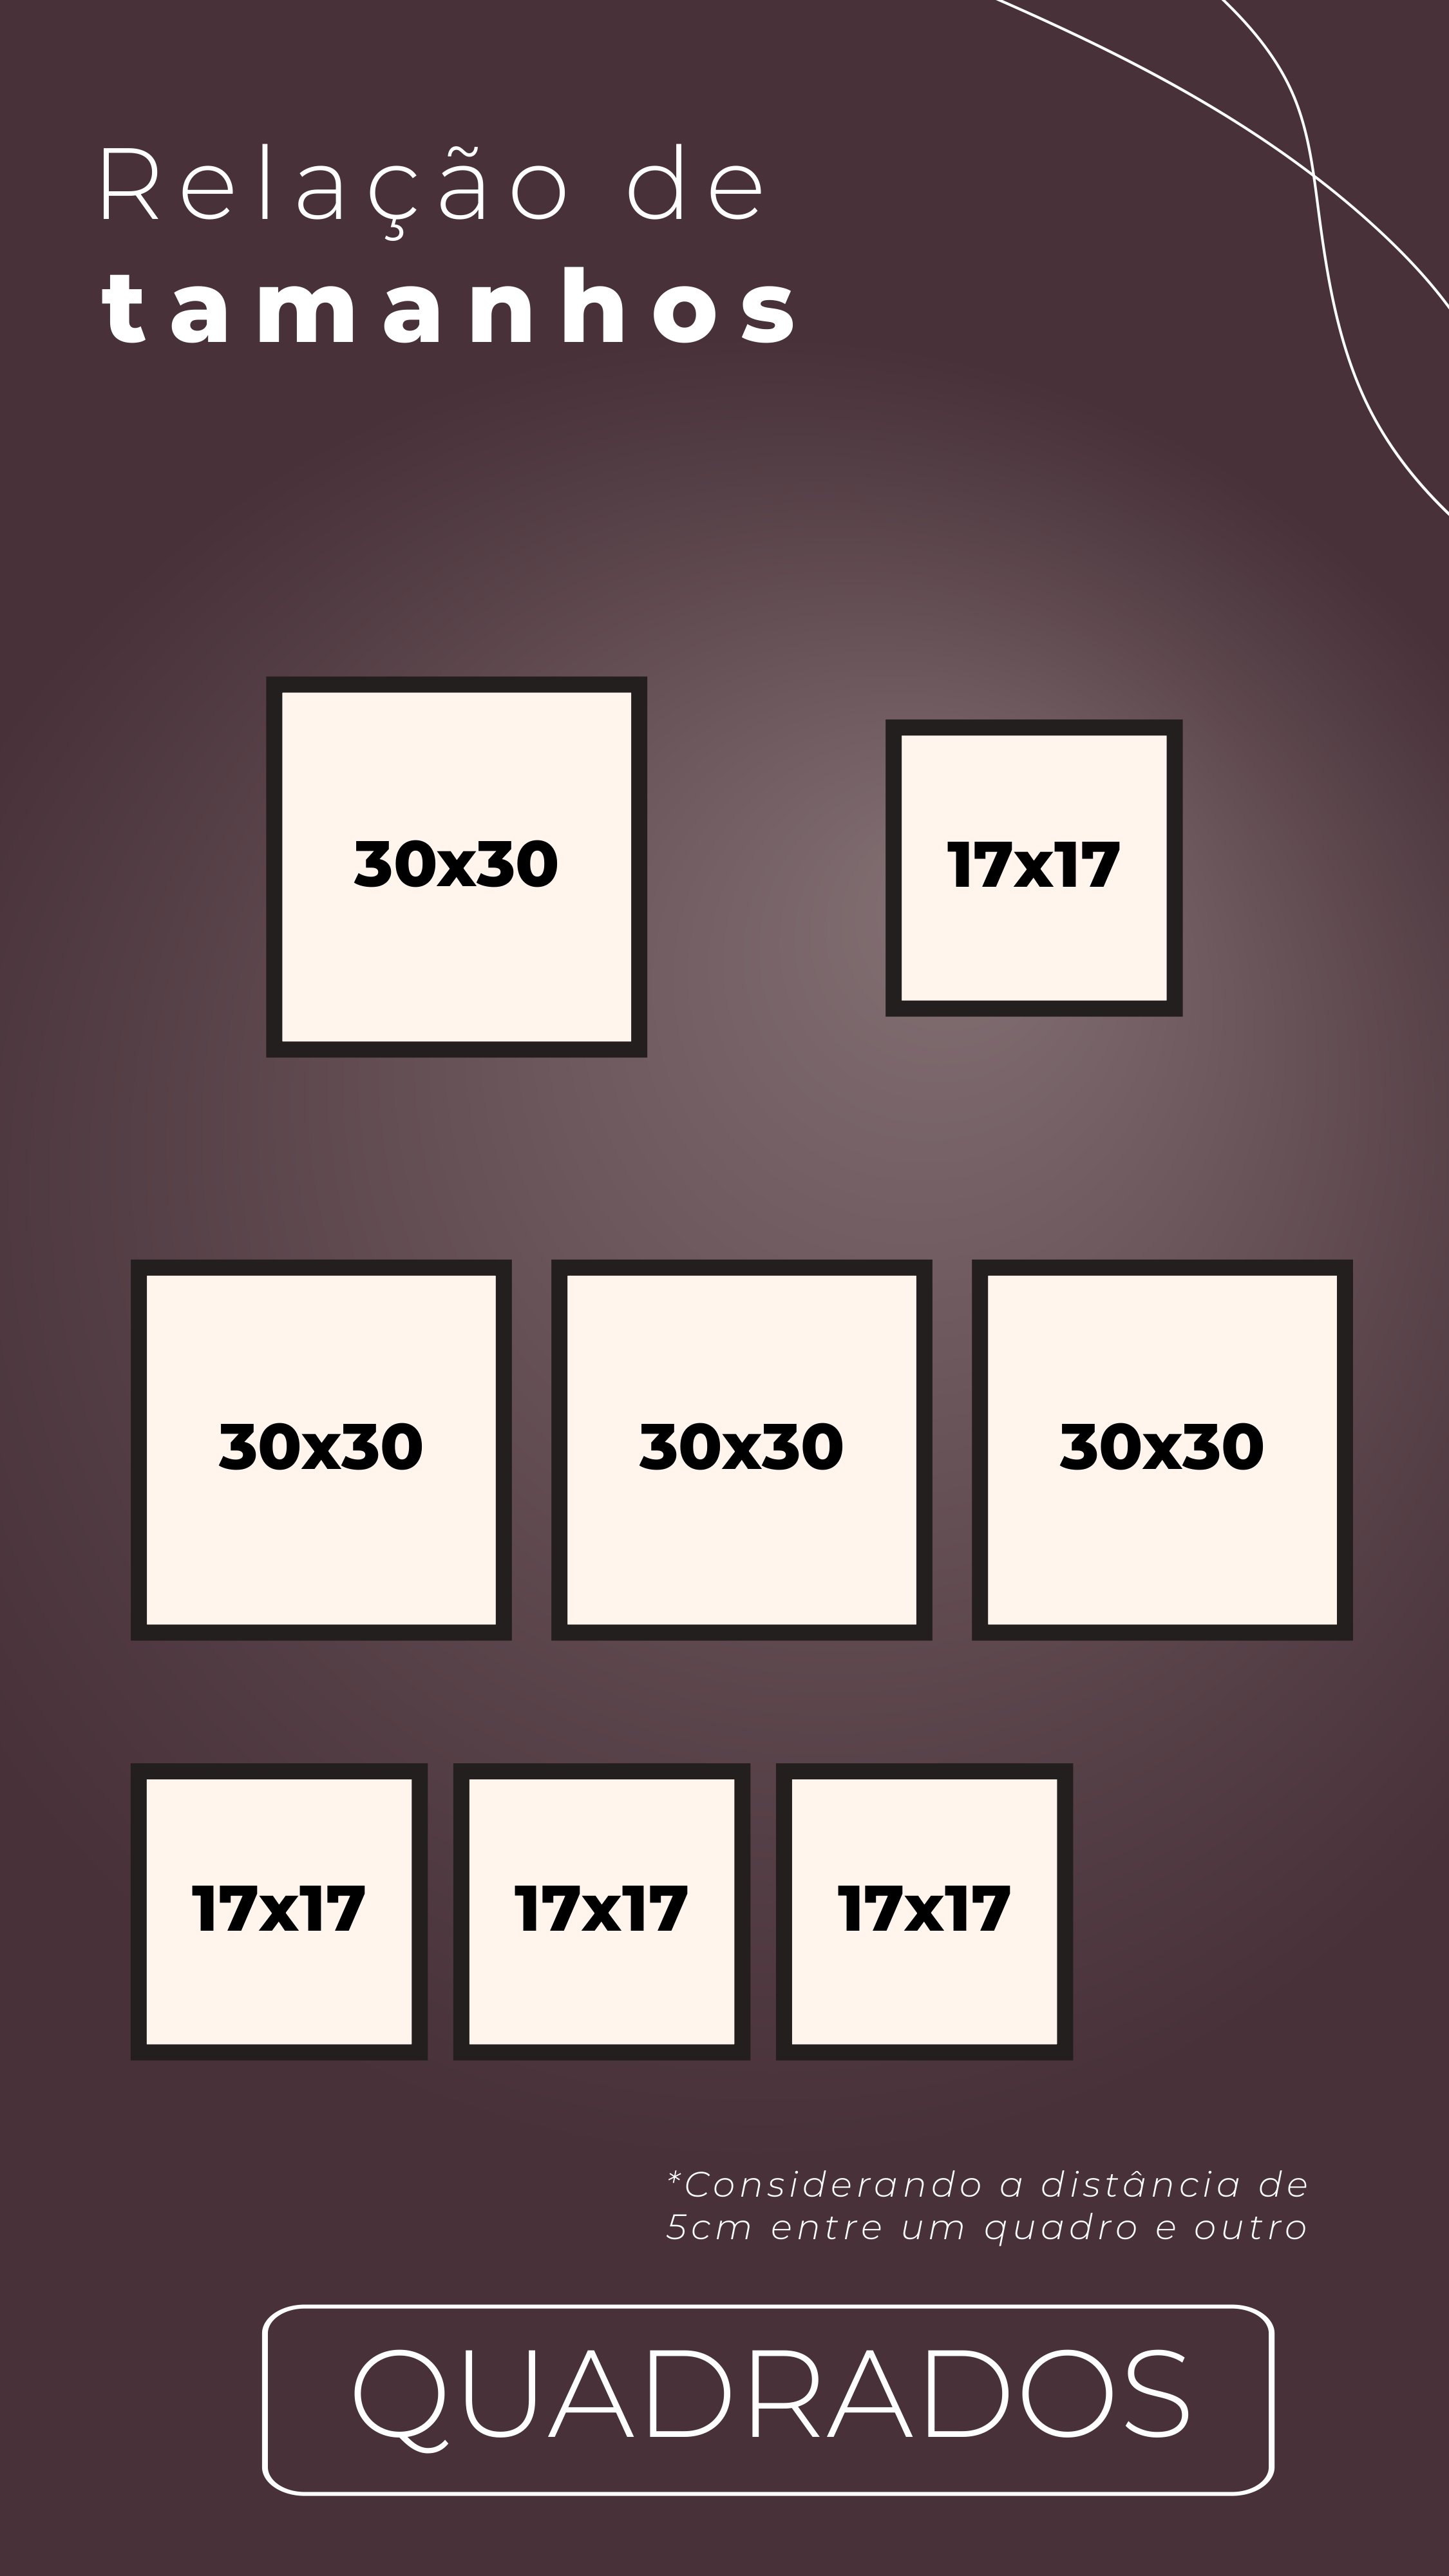 Relação de
tamanhos
30x30
17x17
30x30
30x30
30x30
17x17
17x17
17x17
*Considerando a distância de
5cm entre um quadro e outro
QUADRADOS